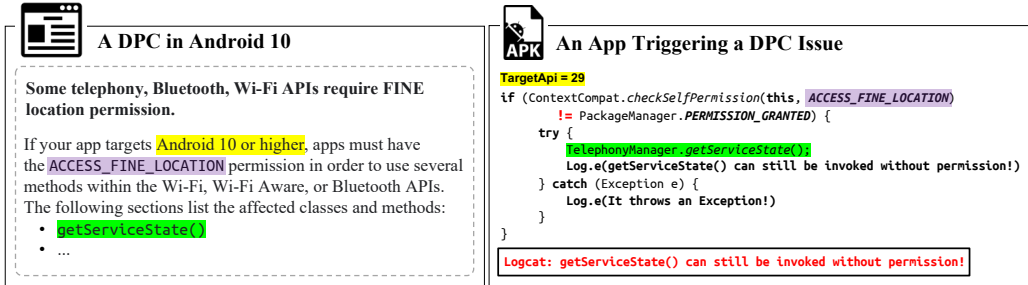 A DPC in Android 10
Some telephony, Bluetooth, Wi-Fi APIs require FINE
location permission.
If your app targets Android 10 or higher, apps must have
the ACCESS_FINE_LOCATION permission in order to use several
methods within the Wi-Fi, Wi-Fi Aware, or Bluetooth APIs.
The following sections list the affected classes and methods:
• getServiceState()
• ...
APK
An App Triggering a DPC Issue
TargetApi = 29
if (ContextCompat.checkSelfPermission(this, ACCESS_FINE_LOCATION)
!= PackageManager.PERMISSION_GRANTED) {
try {
TelephonyManager.getServiceState();
Log.e(getServiceState() can still be invoked without permission!)
} catch (Exception e) {
Log.e(It throws an Exception!)
}
}
Logcat: getServiceState() can still be invoked without permission!